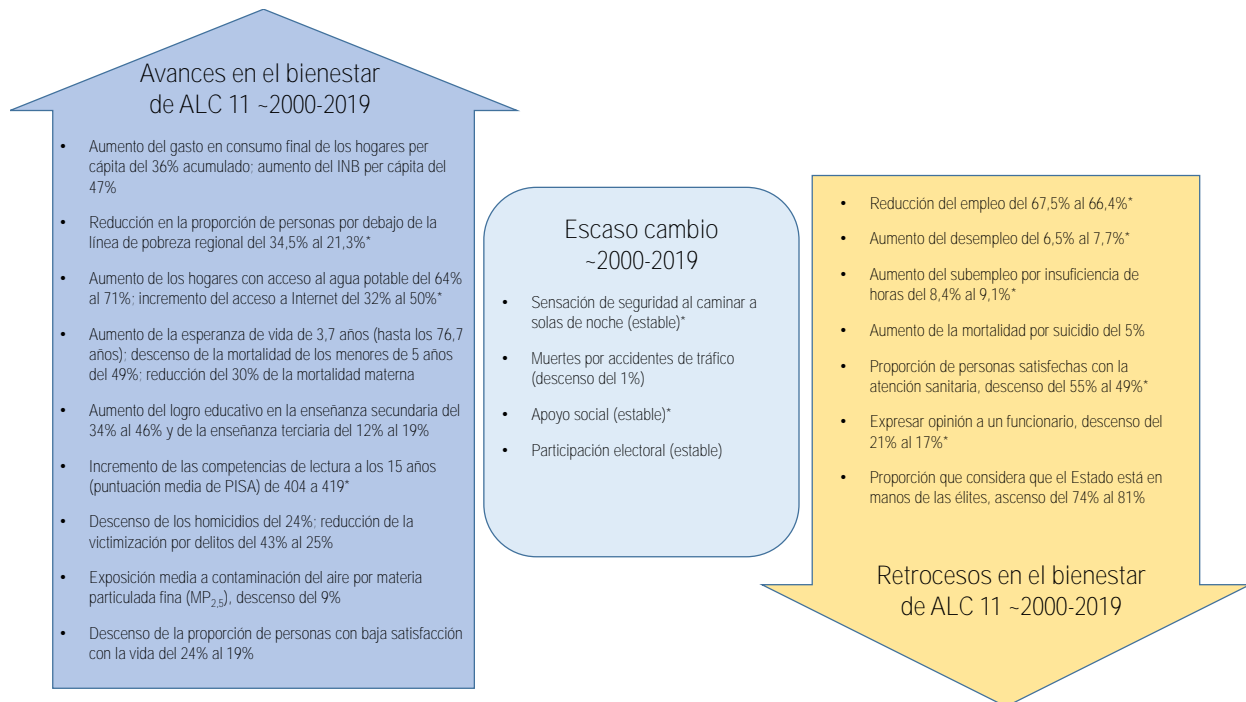 Avances en el bienestar
de ALC 11 ~2000-2019
• Aumento del gasto en consumo final de los hogares per
cápita del 36% acumulado; aumento del INB per cápita del
47%
• Reducción en la proporción de personas por debajo de la
línea de pobreza regional del 34,5% al 21,3%*
• Aumento de los hogares con acceso al agua potable del 64%
al 71%; incremento del acceso a Internet del 32% al 50%*
• Aumento de la esperanza de vida de 3,7 años (hasta los 76,7
años); descenso de la mortalidad de los menores de 5 años
del 49%; reducción del 30% de la mortalidad materna
• Aumento del logro educativo en la enseñanza secundaria del
34% al 46% y de la enseñanza terciaria del 12% al 19%
• Incremento de las competencias de lectura a los 15 años
(puntuación media de PISA) de 404 a 419*
• Descenso de los homicidios del 24%; reducción de la
victimización por delitos del 43% al 25%
• Exposición media a contaminación del aire por materia
particulada fina (MP2,5), descenso del 9%
• Descenso de la proporción de personas con baja satisfacción
con la vida del 24% al 19%
Escaso cambio
~2000-2019
• Sensación de seguridad al caminar a
solas de noche (estable)*
• Muertes por accidentes de tráfico
(descenso del 1%)
• Apoyo social (estable)*
• Participación electoral (estable)
• Reducción del empleo del 67,5% al 66,4%*
• Aumento del desempleo del 6,5% al 7,7%*
• Aumento del subempleo por insuficiencia de
horas del 8,4% al 9,1%*
• Aumento de la mortalidad por suicidio del 5%
• Proporción de personas satisfechas con la
atención sanitaria, descenso del 55% al 49%*
• Expresar opinión a un funcionario, descenso del
21% al 17%*
• Proporción que considera que el Estado está en
manos de las élites, ascenso del 74% al 81%
Retrocesos en el bienestar
de ALC 11 ~2000-2019